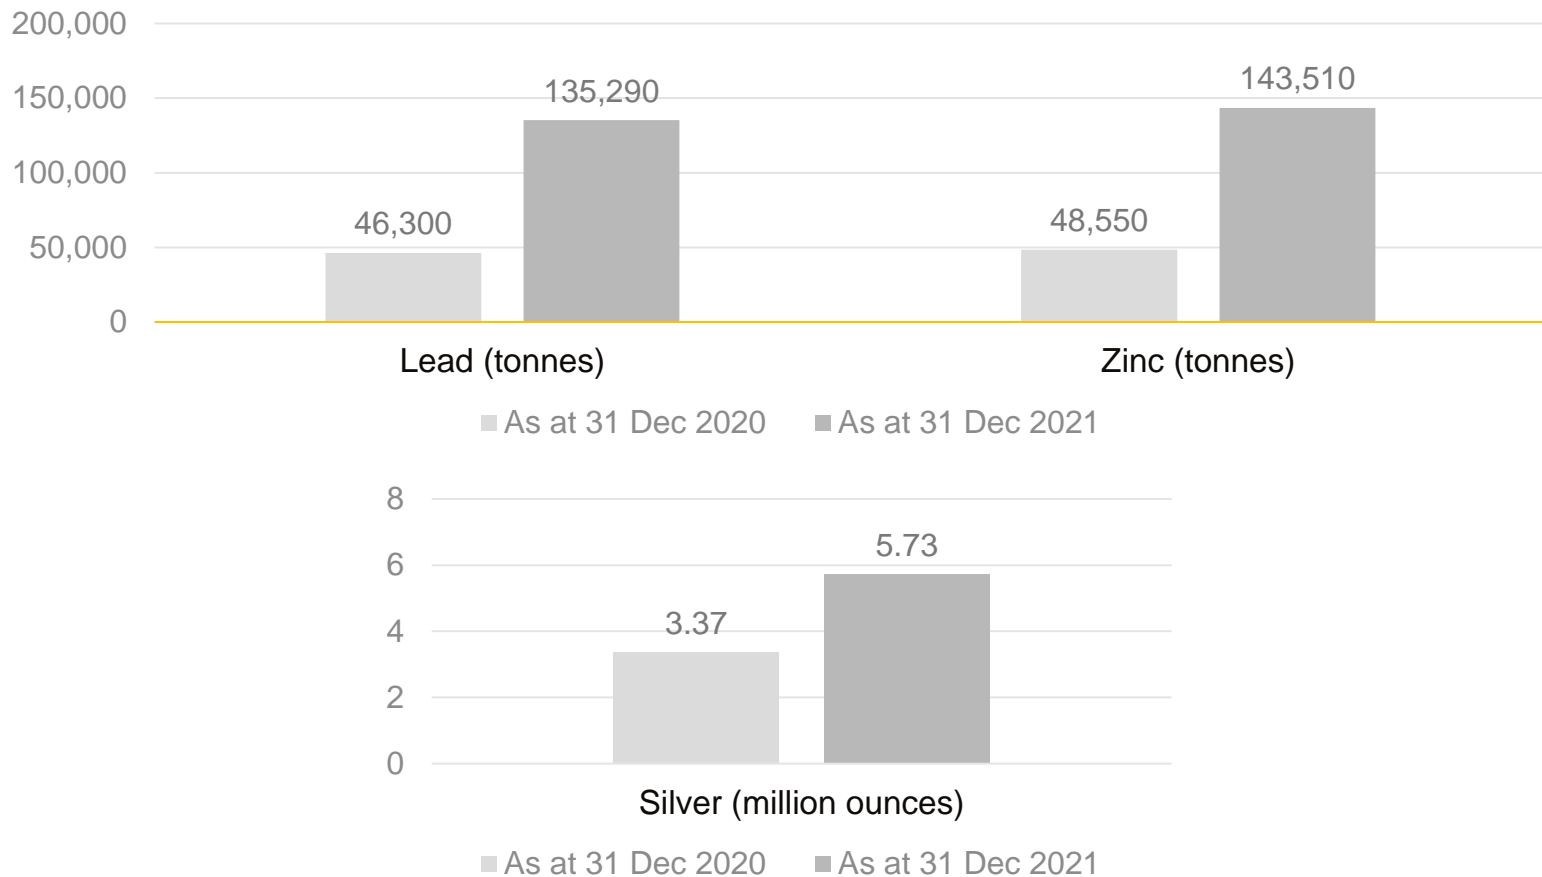 200,000
150,000
100,000
50,000
0
135,290
143,510
46,300
48,550
Lead (tonnes)
Zinc (tonnes)
As at 31 Dec 2020
As at 31 Dec 2021
8
6
4
2
0
5.73
3.37
Silver (million ounces)
As at 31 Dec 2020
As at 31 Dec 2021